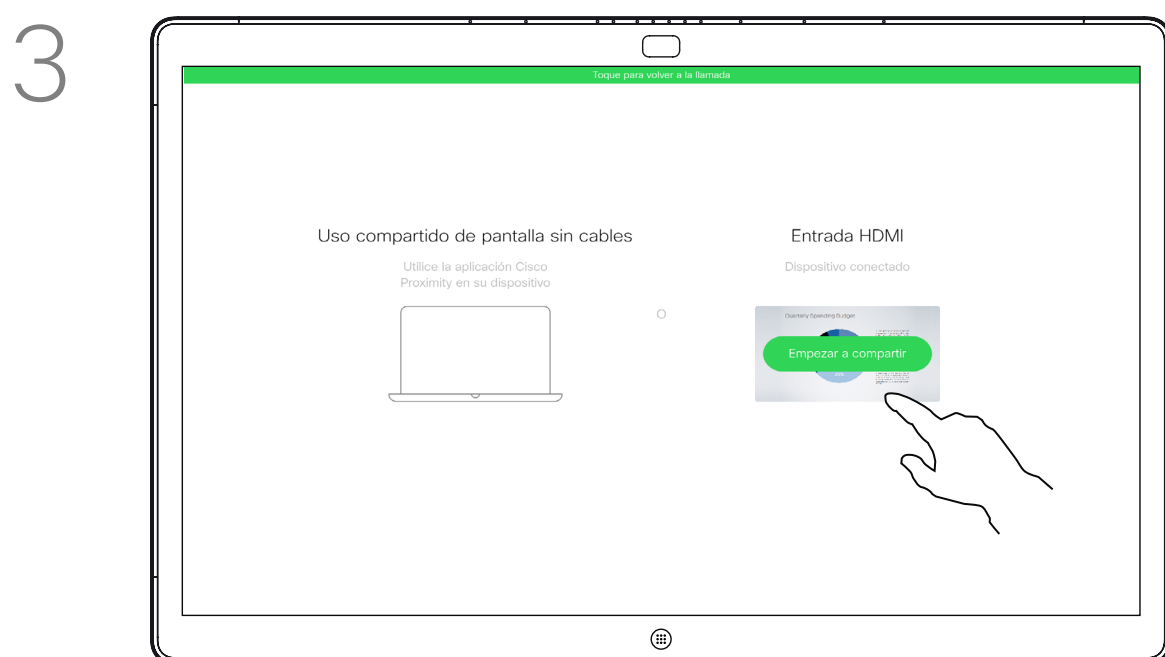 3
Toque para volver a la llamada
Uso compartido de pantalla sin cables
Utilice la aplicación Cisco
Proximity en su dispositivo
o
Entrada HDMI
Dispositivo conectado
Quarterly Spending Budget
Empezar a compartir